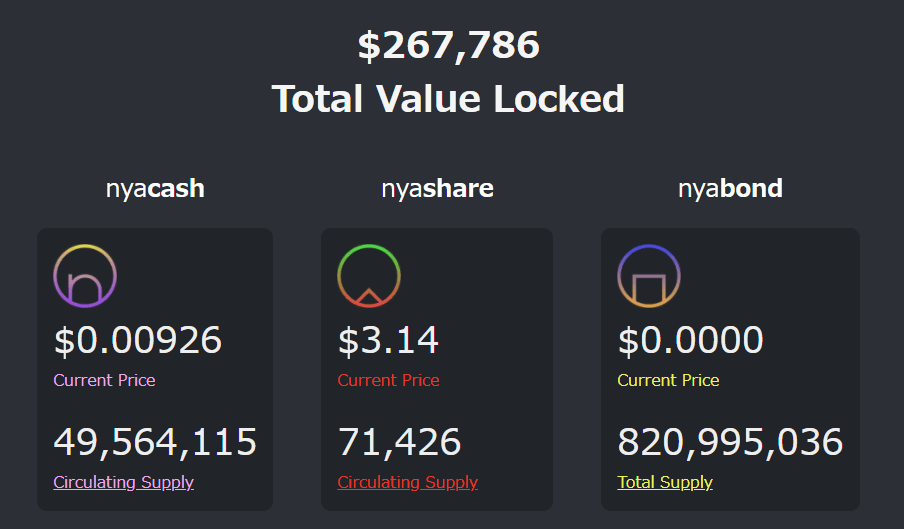 $267,786
Total Value Locked
nyacash
nyashare
nyabond
$0.00926
Current Price
49,564,115
Circulating Supply
$3.14
Current Price
71,426
Circulating Supply
$0.0000
Current Price
820,995,036
Total Supply